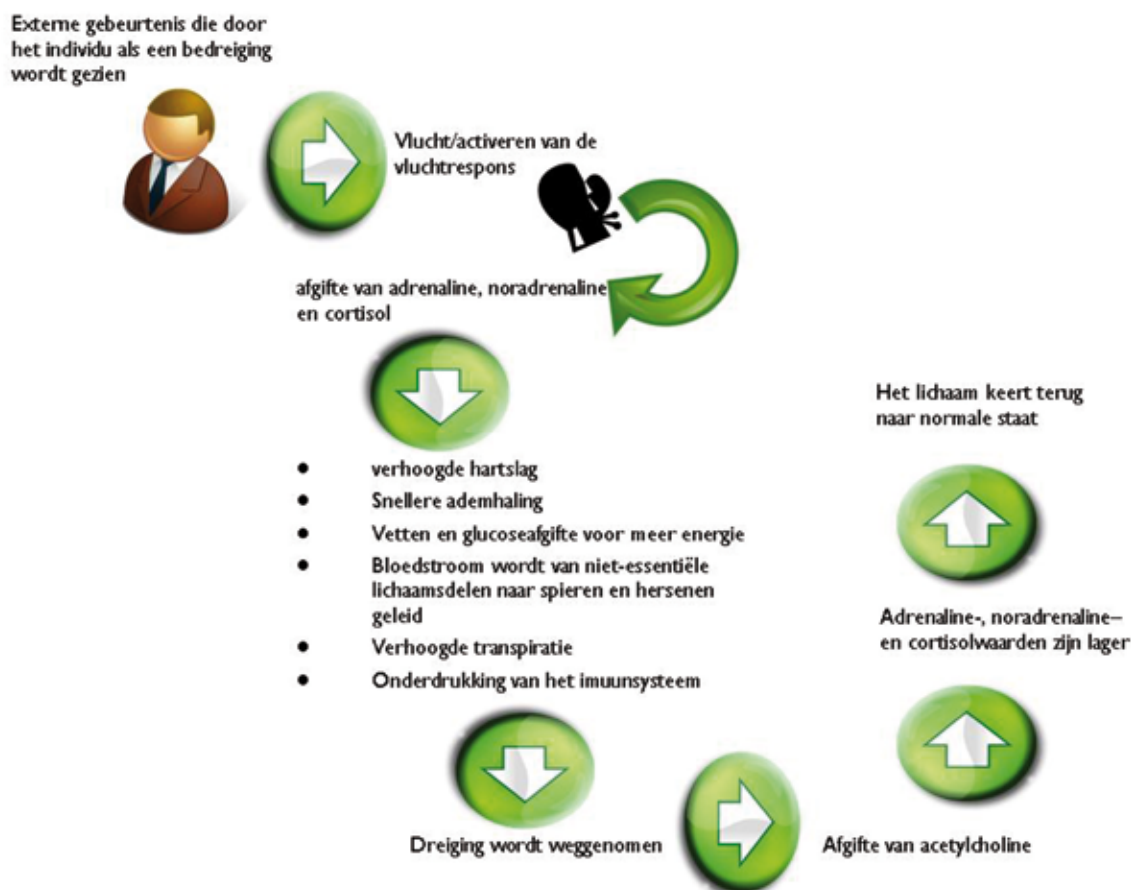 Externe gebeurtenis die door
het individu als een bedreiging
wordt gezien
Vlucht/activeren van de
vluchtrespons
afgifte van adrenaline, noradrenaline
en cortisol
• verhoogde hartslag
• Snellere ademhaling
• Vetten en glucoseafgifte voor meer energie
• Bloedstroom wordt van niet-essentiële
lichaamsdelen naar spieren en hersenen
geleid
• Verhoogde transpiratie
• Onderdrukking van het imuunsysteem
Dreiging wordt weggenomen
Afgifte van acetylcholine
Adrenaline-, noradrenaline–
en cortisolwaarden zijn lager
Het lichaam keert terug
naar normale staat